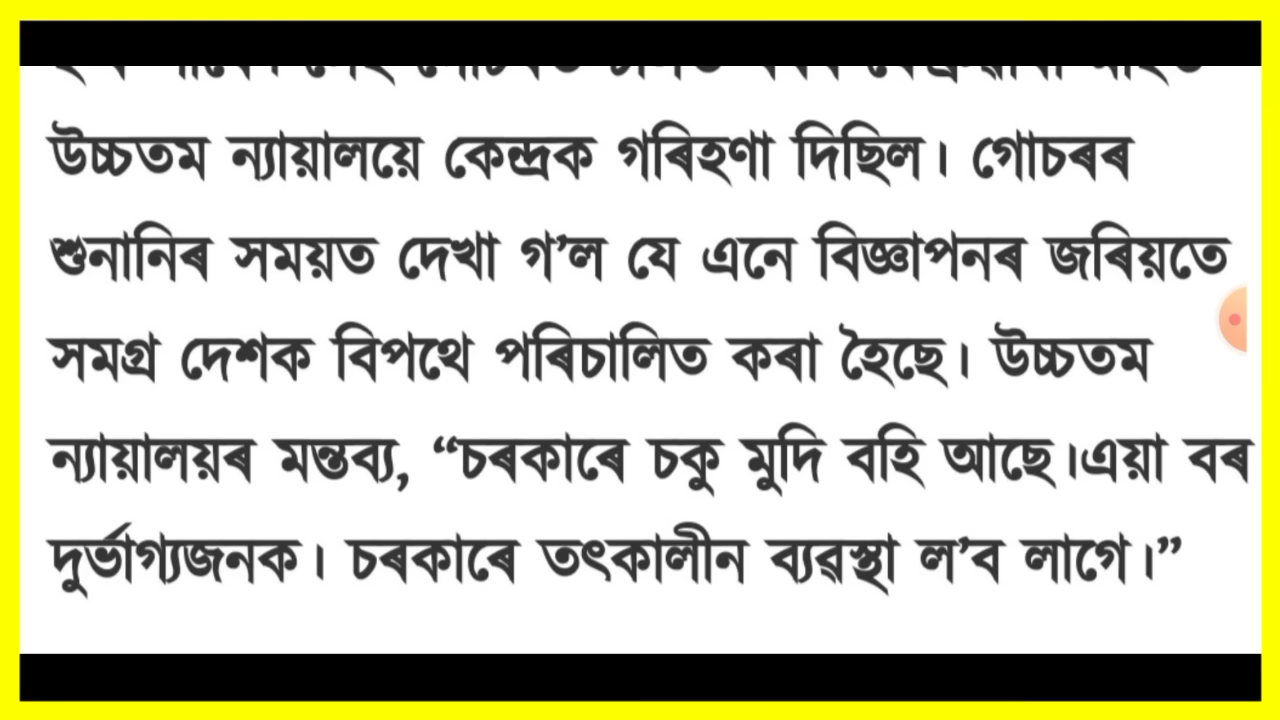 উচ্চতম ন্যায়ালয়ে কেন্দ্ৰক গৰিহণা দিছিল। গোচৰৰ
শুনানিৰ সময়ত দেখা গ’ল যে এনে বিজ্ঞাপনৰ জৰিয়তে
সমগ্ৰ দেশক বিপথে পৰিচালিত কৰা হৈছে। উচ্চতম
ন্যায়ালয়ৰ মন্তব্য, “চৰকাৰে চকু মুদি বহি আছে।এয়া বৰ
দুৰ্ভাগ্যজনক। চৰকাৰে তৎকালীন ব্যৱস্থা ল’ব লাগে।”